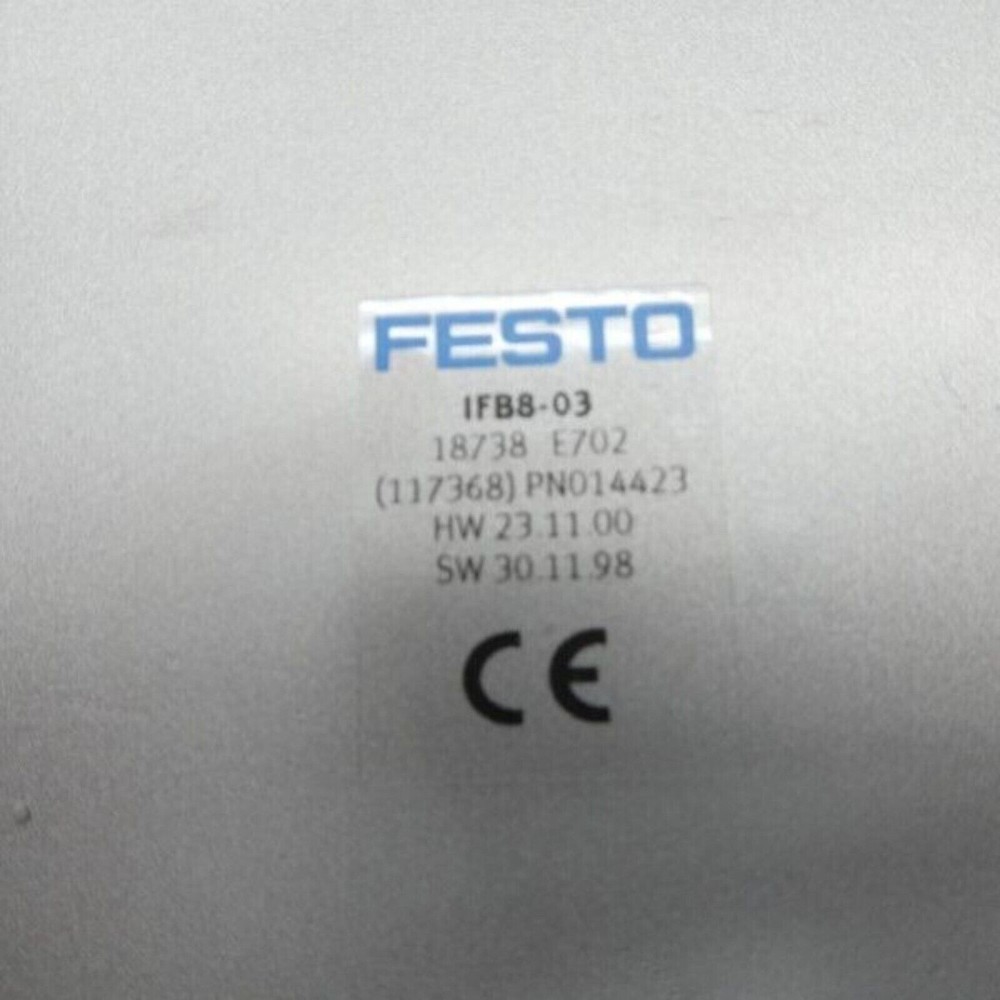 FESTO
IFB8-03
18738 E702
(117368) PN014423
HW 23.11.00
SW 30.11.98
CE